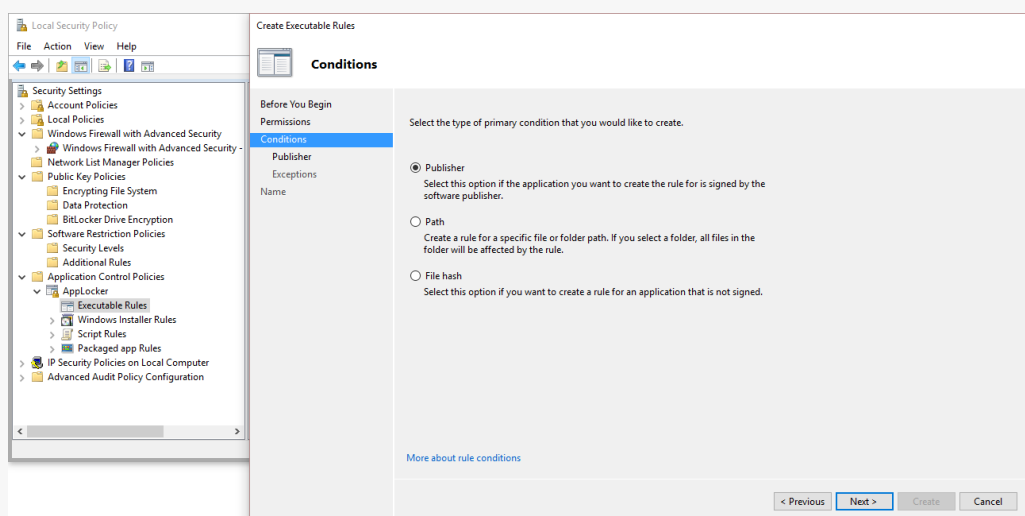 Local Security Policy
File Action View Help
Security Settings
Account Policies
Local Policies
Windows Firewall with Advanced Security
Windows Firewall with Advanced Security -
Network List Manager Policies
Public Key Policies
Encrypting File System
Data Protection
BitLocker Drive Encryption
Software Restriction Policies
Security Levels
Additional Rules
Application Control Policies
AppLocker
Executable Rules
Windows Installer Rules
Script Rules
Packaged app Rules
IP Security Policies on Local Computer
Advanced Audit Policy Configuration
Create Executable Rules
Conditions
Before You Begin
Permissions
Conditions
Publisher
Exceptions
Name
Select the type of primary condition that you would like to create.
Publisher
Select this option if the application you want to create the rule for is signed by the
software publisher.
Path
Create a rule for a specific file or folder path. If you select a folder, all files in the
folder will be affected by the rule.
File hash
Select this option if you want to create a rule for an application that is not signed.
More about rule conditions
< Previous Next > Create Cancel